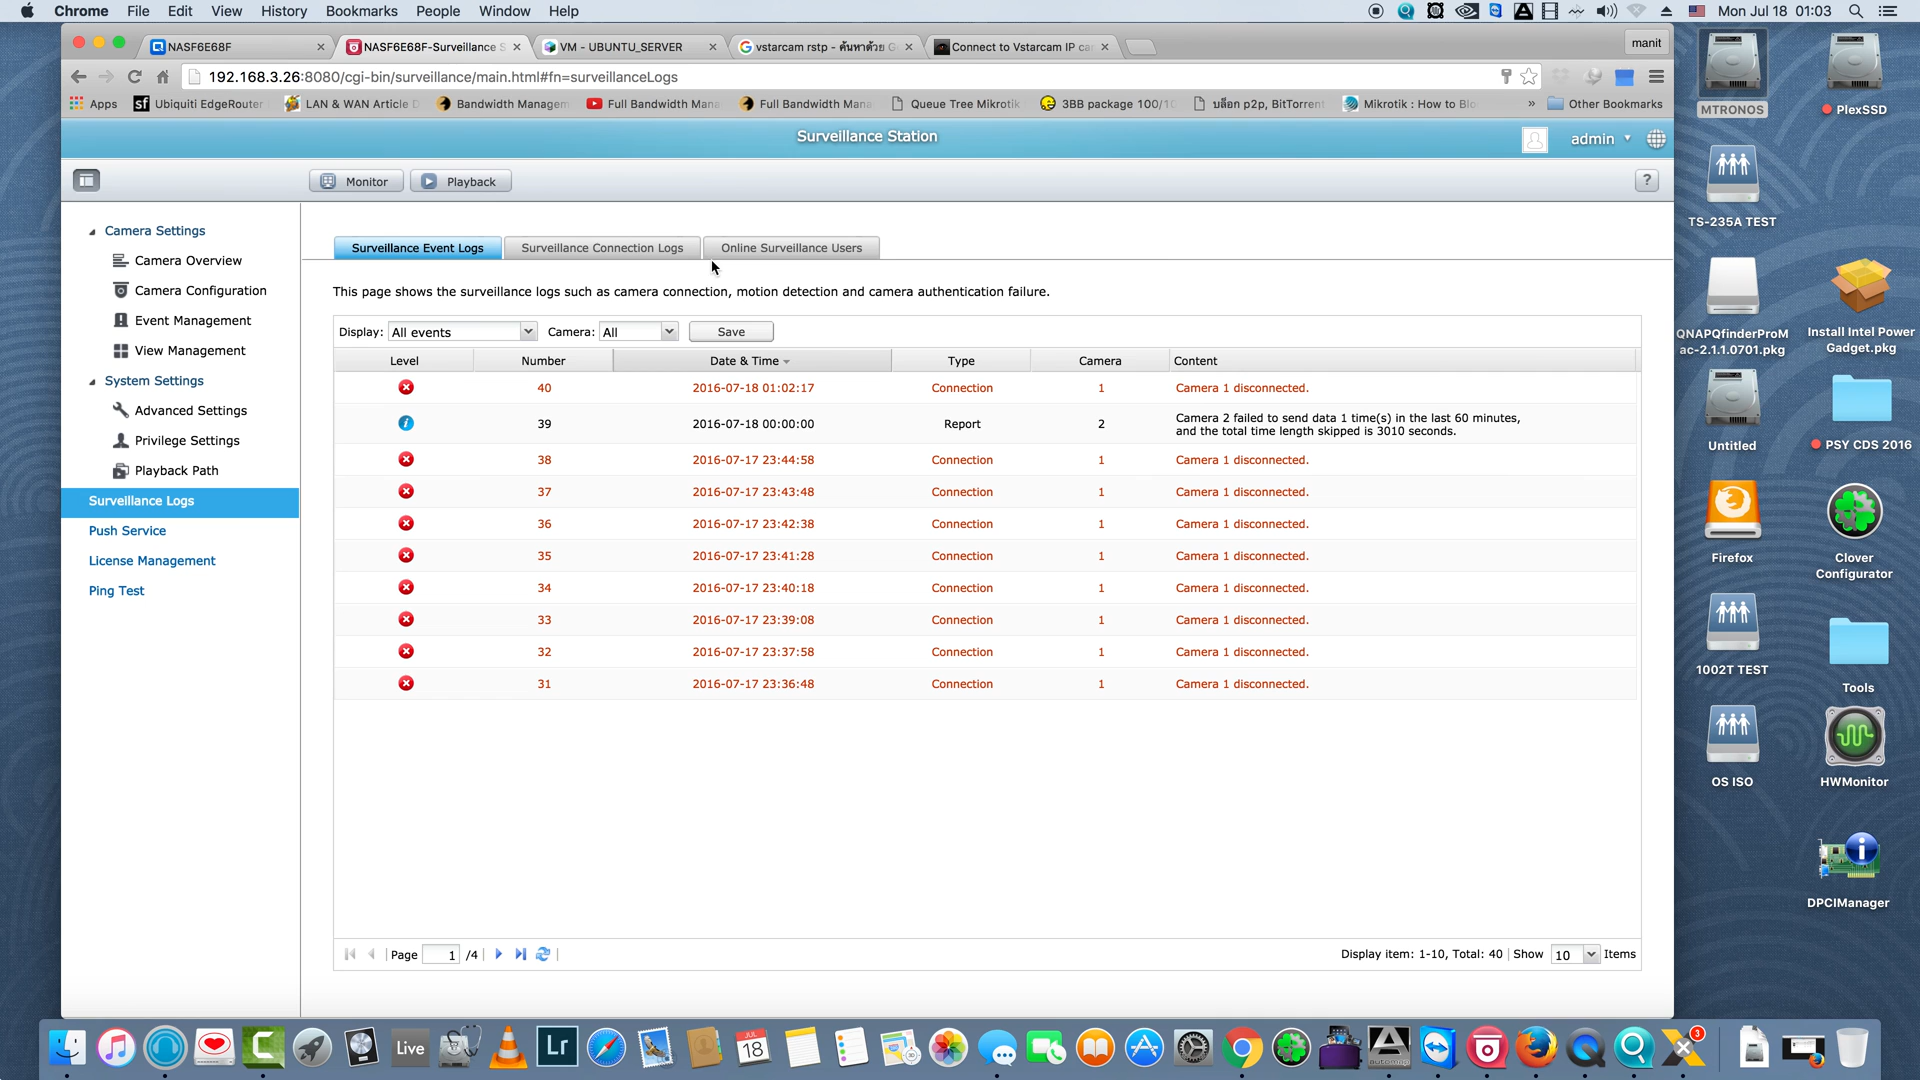 Chrome File Edit View History Bookmarks People Window Help
Mon Jul 18 01:03
NASF6E68F
NASF6E68F-Surveillance S
VM - UBUNTU_SERVER
vstarcam rstp - ค้นหาด้วย G
Connect to Vstarcam IP ca
manit
192.168.3.26:8080/cgi-bin/surveillance/main.html#fn=surveillanceLogs
Apps
Ubiquiti EdgeRouter
LAN & WAN Article D
Bandwidth Managem
Full Bandwidth Mana
Full Bandwidth Mana
Queue Tree Mikrotik
3BB package 100/1
บล็อก p2p, BitTorrent
Mikrotik : How to Blo
»
Other Bookmarks
Surveillance Station
admin
Monitor
Playback
?
Camera Settings
Camera Overview
Camera Configuration
Event Management
View Management
System Settings
Advanced Settings
Privilege Settings
Playback Path
Surveillance Logs
Push Service
License Management
Ping Test
Surveillance Event Logs
Surveillance Connection Logs
Online Surveillance Users
This page shows the surveillance logs such as camera connection, motion detection and camera authentication failure.
Display: All events Camera: All Save
Level Number Date & Time Type Camera Content
40 2016-07-18 01:02:17 Connection 1 Camera 1 disconnected.
39 2016-07-18 00:00:00 Report 2 Camera 2 failed to send data 1 time(s) in the last 60 minutes,
and the total time length skipped is 3010 seconds.
38 2016-07-17 23:44:58 Connection 1 Camera 1 disconnected.
37 2016-07-17 23:43:48 Connection 1 Camera 1 disconnected.
36 2016-07-17 23:42:38 Connection 1 Camera 1 disconnected.
35 2016-07-17 23:41:28 Connection 1 Camera 1 disconnected.
34 2016-07-17 23:40:18 Connection 1 Camera 1 disconnected.
33 2016-07-17 23:39:08 Connection 1 Camera 1 disconnected.
32 2016-07-17 23:37:58 Connection 1 Camera 1 disconnected.
31 2016-07-17 23:36:48 Connection 1 Camera 1 disconnected.
Page 1 /4
Display item: 1-10, Total: 40 Show 10 Items
MTRONOS
PlexSSD
TS-235A TEST
QNAPQfinderProM
ac-2.1.1.0701.pkg
Install Intel Power
Gadget.pkg
Untitled
PSY CDS 2016
Firefox
Clover
Configurator
1002T TEST
Tools
OS ISO
HWMonitor
DPCIManager
Live
Lr
JUL
18
3